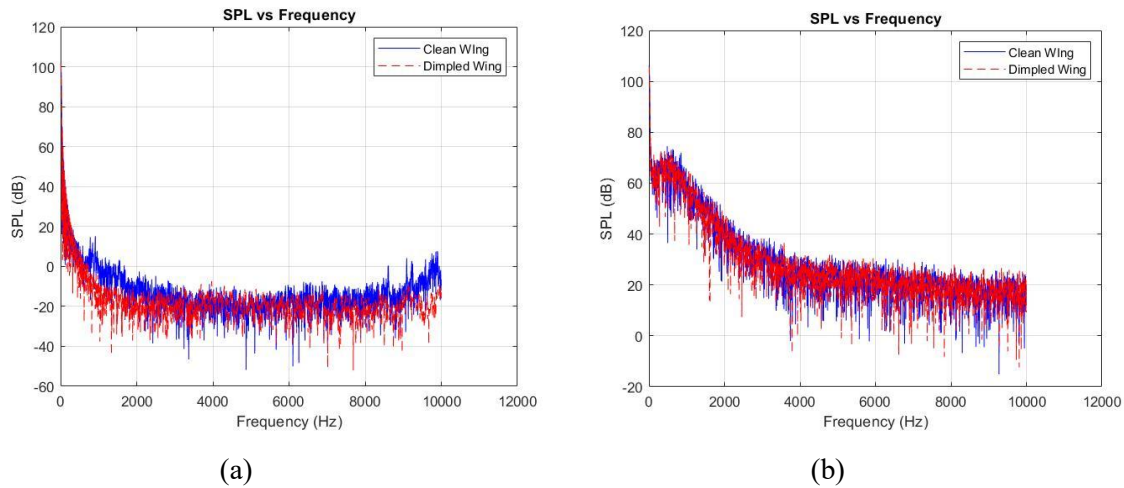 SPL vs Frequency
120
100
80
60
40
20
0
-20
-40
-60
SPL (dB)
Clean WIng
Dimpled Wing
0
2000
4000
6000
8000
10000
12000
Frequency (Hz)
(a)
SPL vs Frequency
120
100
80
60
40
20
0
-20
SPL (dB)
Clean WIng
Dimpled Wing
0
2000
4000
6000
8000
10000
12000
Frequency (Hz)
(b)